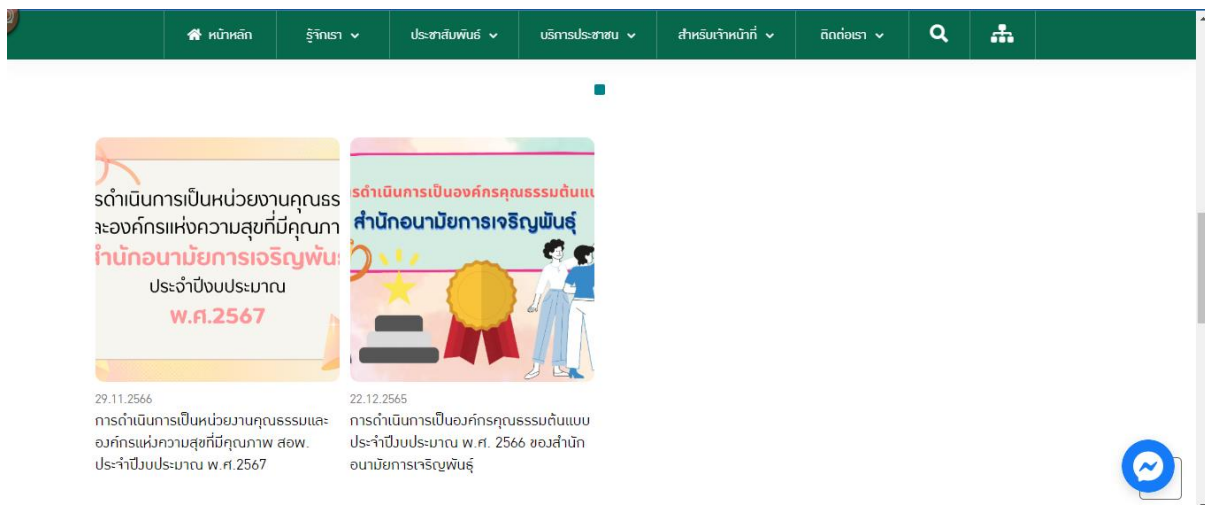 หน้าหลัก
รู้จักเรา
ประชาสัมพันธ์
บริการประชาชน
สำหรับเจ้าหน้าที่
ติดต่อเรา
รดำเนินการเป็นหน่วยงานคุณธร
ละองค์กรแห่งความสุขที่มีคุณภา
สำนักอนามัยการเจริญพัน
ประจำปีงบประมาณ
พ.ศ.2567
รดำเนินการเป็นองค์กรคุณธรรมต้นแบ
สำนักอนามัยการเจริญพันธุ์
29.11.2566
การดำเนินการเป็นหน่วยงานคุณธรรมและ
องค์กรแห่งความสุขที่มีคุณภาพ สอพ.
ประจำปีงบประมาณ พ.ศ.2567
22.12.2565
การดำเนินการเป็นองค์กรคุณธรรมต้นแบบ
ประจำปีงบประมาณ พ.ศ. 2566 ของสำนัก
อนามัยการเจริญพันธุ์